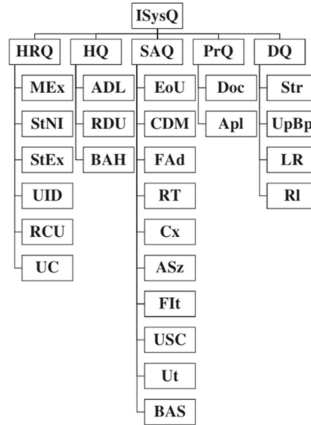 ISysQ
HRQ HQ SAQ PrQ DQ
MEx ADL EoU Doc Str
StNI RDU CDM Apl UpBp
StEx BAH FAd LR
UID RT Rl
RCU Cx
UC ASz
FIt
USC
Ut
BAS